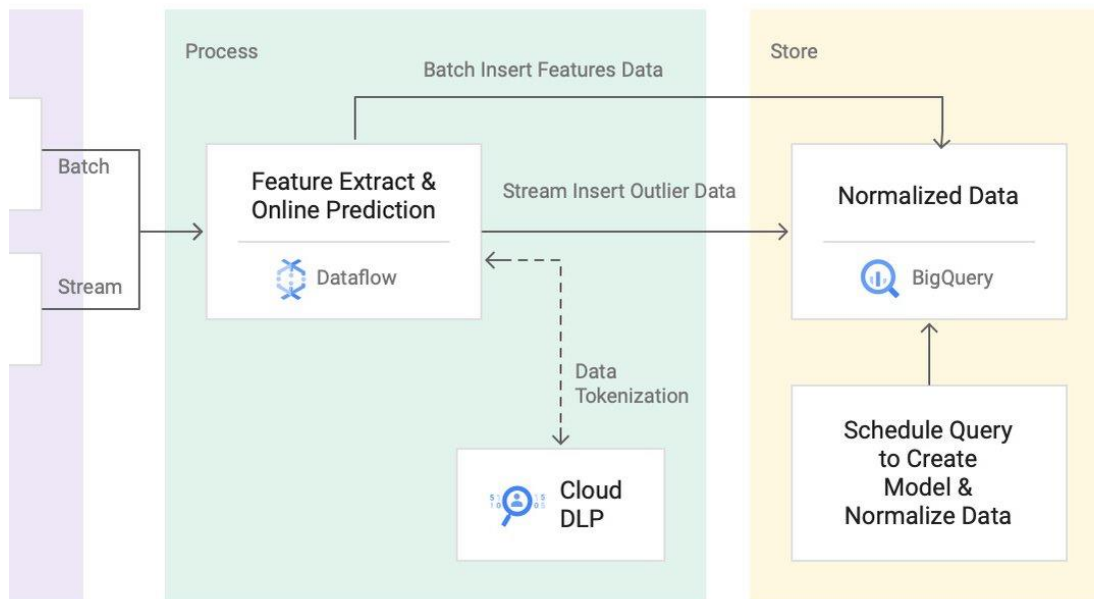 Process
Store
Batch Insert Features Data
Batch
Stream
Feature Extract &
Online Prediction
Dataflow
Stream Insert Outlier Data
Normalized Data
BigQuery
Data
Tokenization
Cloud
DLP
Schedule Query
to Create
Model &
Normalize Data